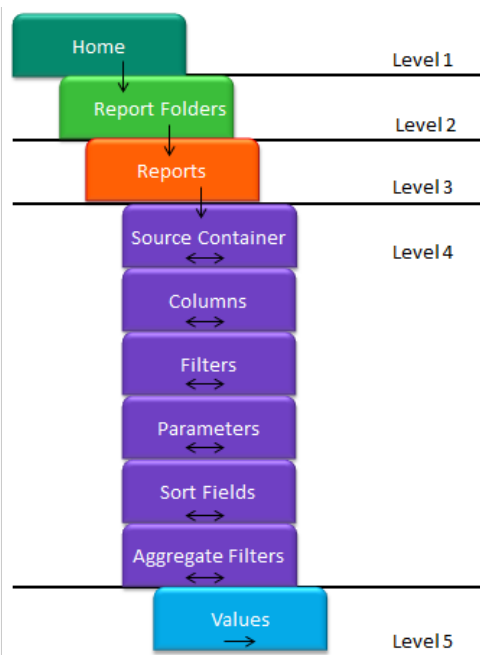 Home
Level 1
Report Folders
Level 2
Reports
Level 3
Source Container
Level 4
Columns
Filters
Parameters
Sort Fields
Aggregate Filters
Values
Level 5